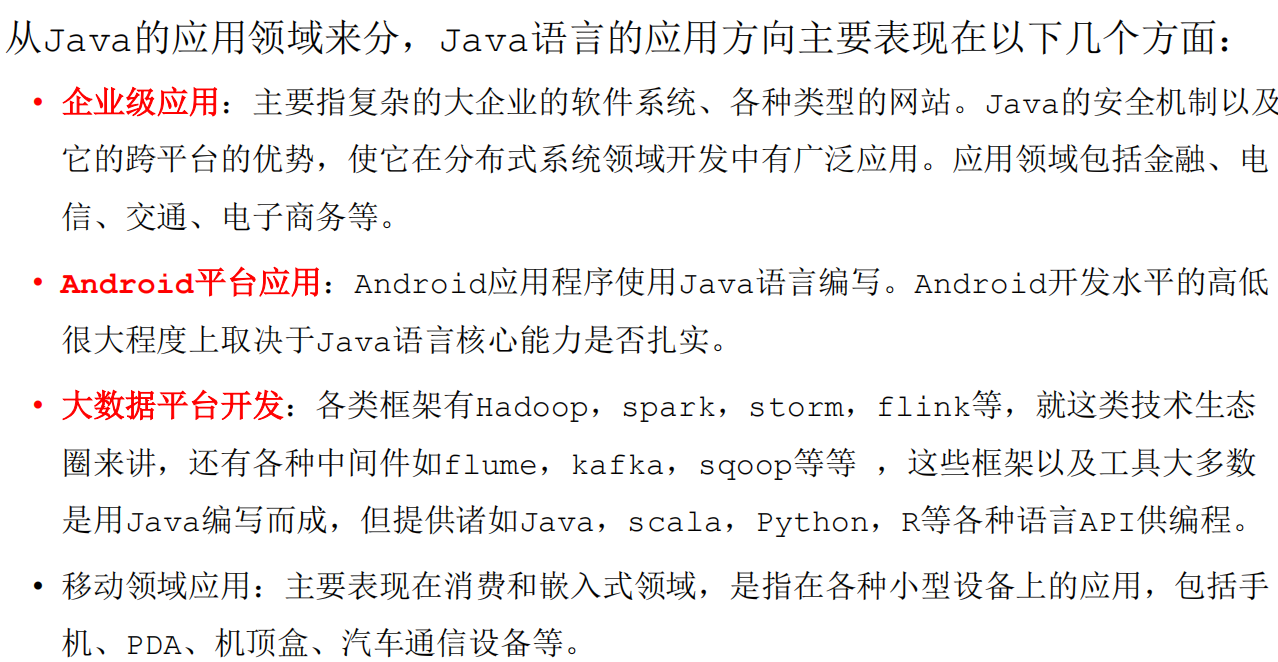 从Java的应用领域来分，Java语言的应用方向主要表现在以下几个方面：
• 企业级应用：主要指复杂的大企业的软件系统、各种类型的网站。Java的安全机制以及
它的跨平台的优势，使它在分布式系统领域开发中有广泛应用。应用领域包括金融、电
信、交通、电子商务等。
• Android平台应用：Android应用程序使用Java语言编写。Android开发水平的高低
很大程度上取决于Java语言核心能力是否扎实。
• 大数据平台开发：各类框架有Hadoop，spark，storm，flink等，就这类技术生态
圈来讲，还有各种中间件如flume，kafka，sqoop等等 ，这些框架以及工具大多数
是用Java编写而成，但提供诸如Java，scala，Python，R等各种语言API供编程。
• 移动领域应用：主要表现在消费和嵌入式领域，是指在各种小型设备上的应用，包括手
机、PDA、机顶盒、汽车通信设备等。